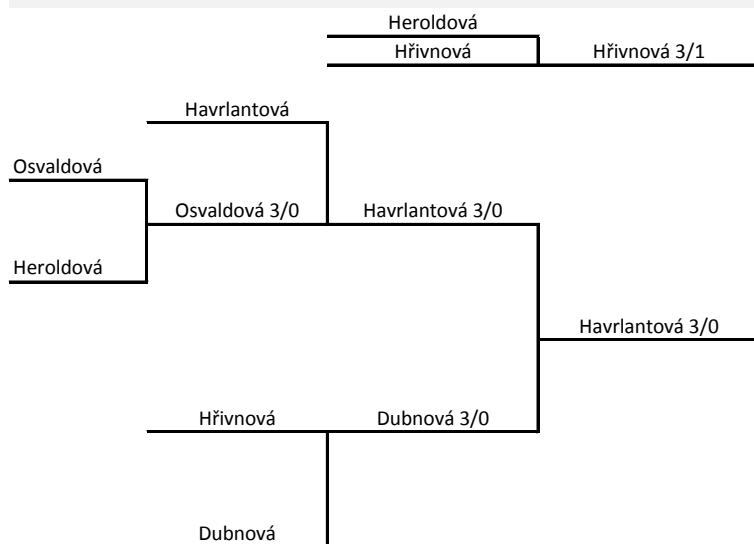 Heroldová
Hřivnová
Hřivnová 3/1
Havrlantová
Osvaldová
Osvaldová 3/0
Havrlantová 3/0
Heroldová
Havrlantová 3/0
Hřivnová
Dubnová 3/0
Dubnová